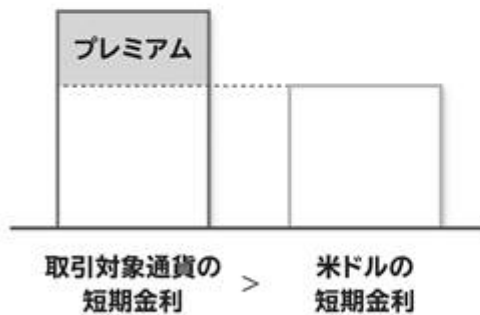 プレミアム
取引対象通貨の
短期金利
>
米ドルの
短期金利